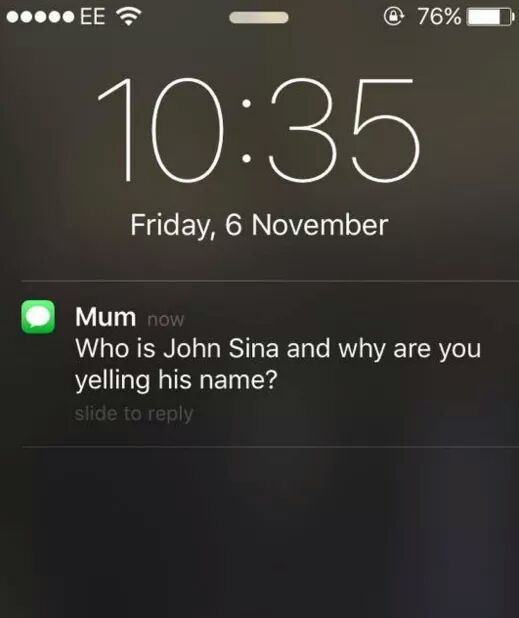 EE 76%
10:35
Friday, 6 November
Mum now
Who is John Sina and why are you
yelling his name?
slide to reply